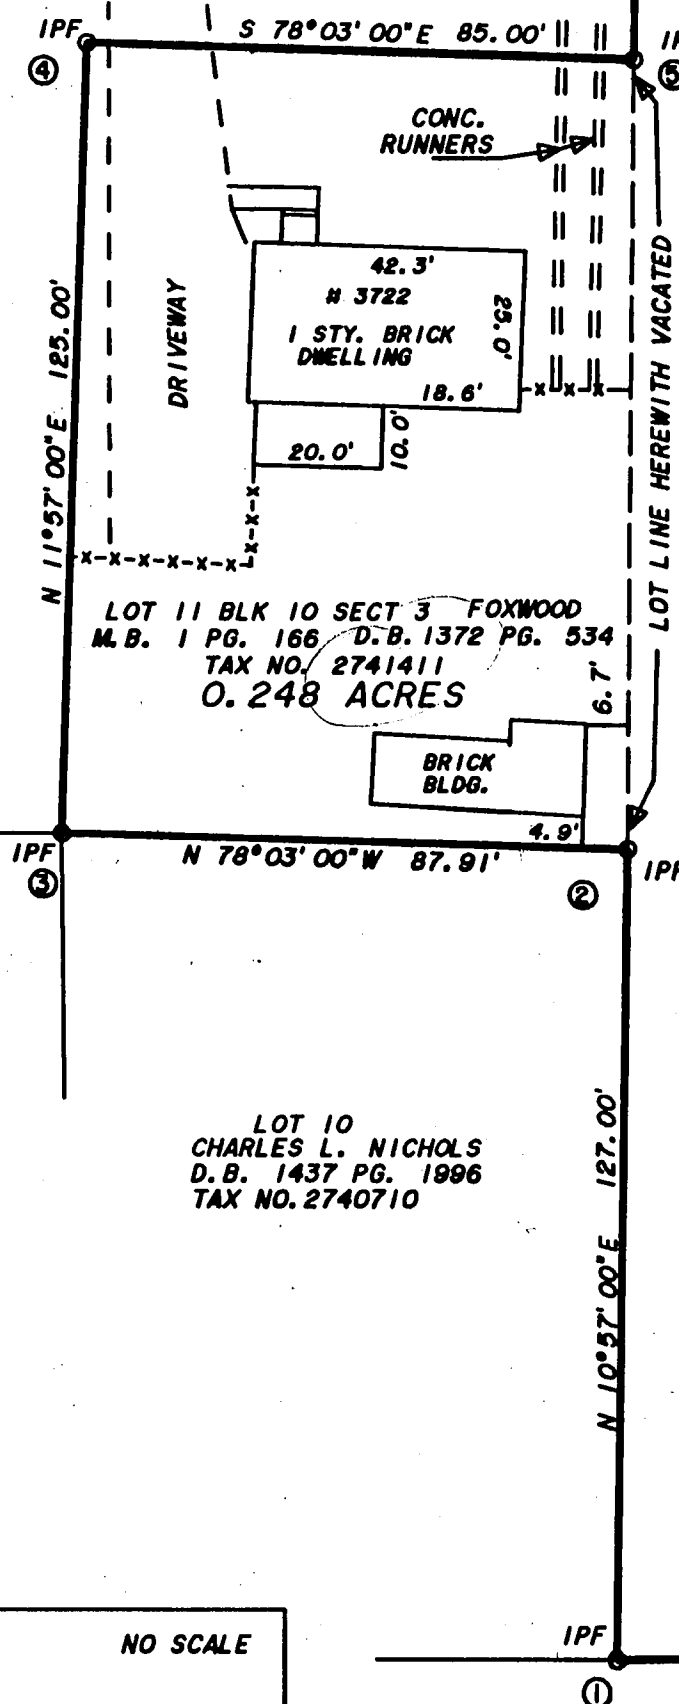 IPF
S 78°03'00"E 85.00'
④
⑤
CONC.
RUNNERS
42.3'
# 3722
1 STY. BRICK
DWELLING
25.0'
18.6'
20.0'
10.0'
DRIVEWAY
N 11°57'00"E 125.00'
LOT LINE HEREWITH VACATED
LOT 11 BLK 10 SECT 3 FOXWOOD
M.B. 1 PG. 166 D.B. 1372 PG. 534
TAX NO. 2741411
0.248 ACRES
6.7'
BRICK
BLDG.
4.9'
IPF
N 78°03'00"W 87.91'
IPF
③
②
LOT 10
CHARLES L. NICHOLS
D.B. 1437 PG. 1996
TAX NO. 2740710
N 10°57'00"E 127.00'
NO SCALE
IPF
①